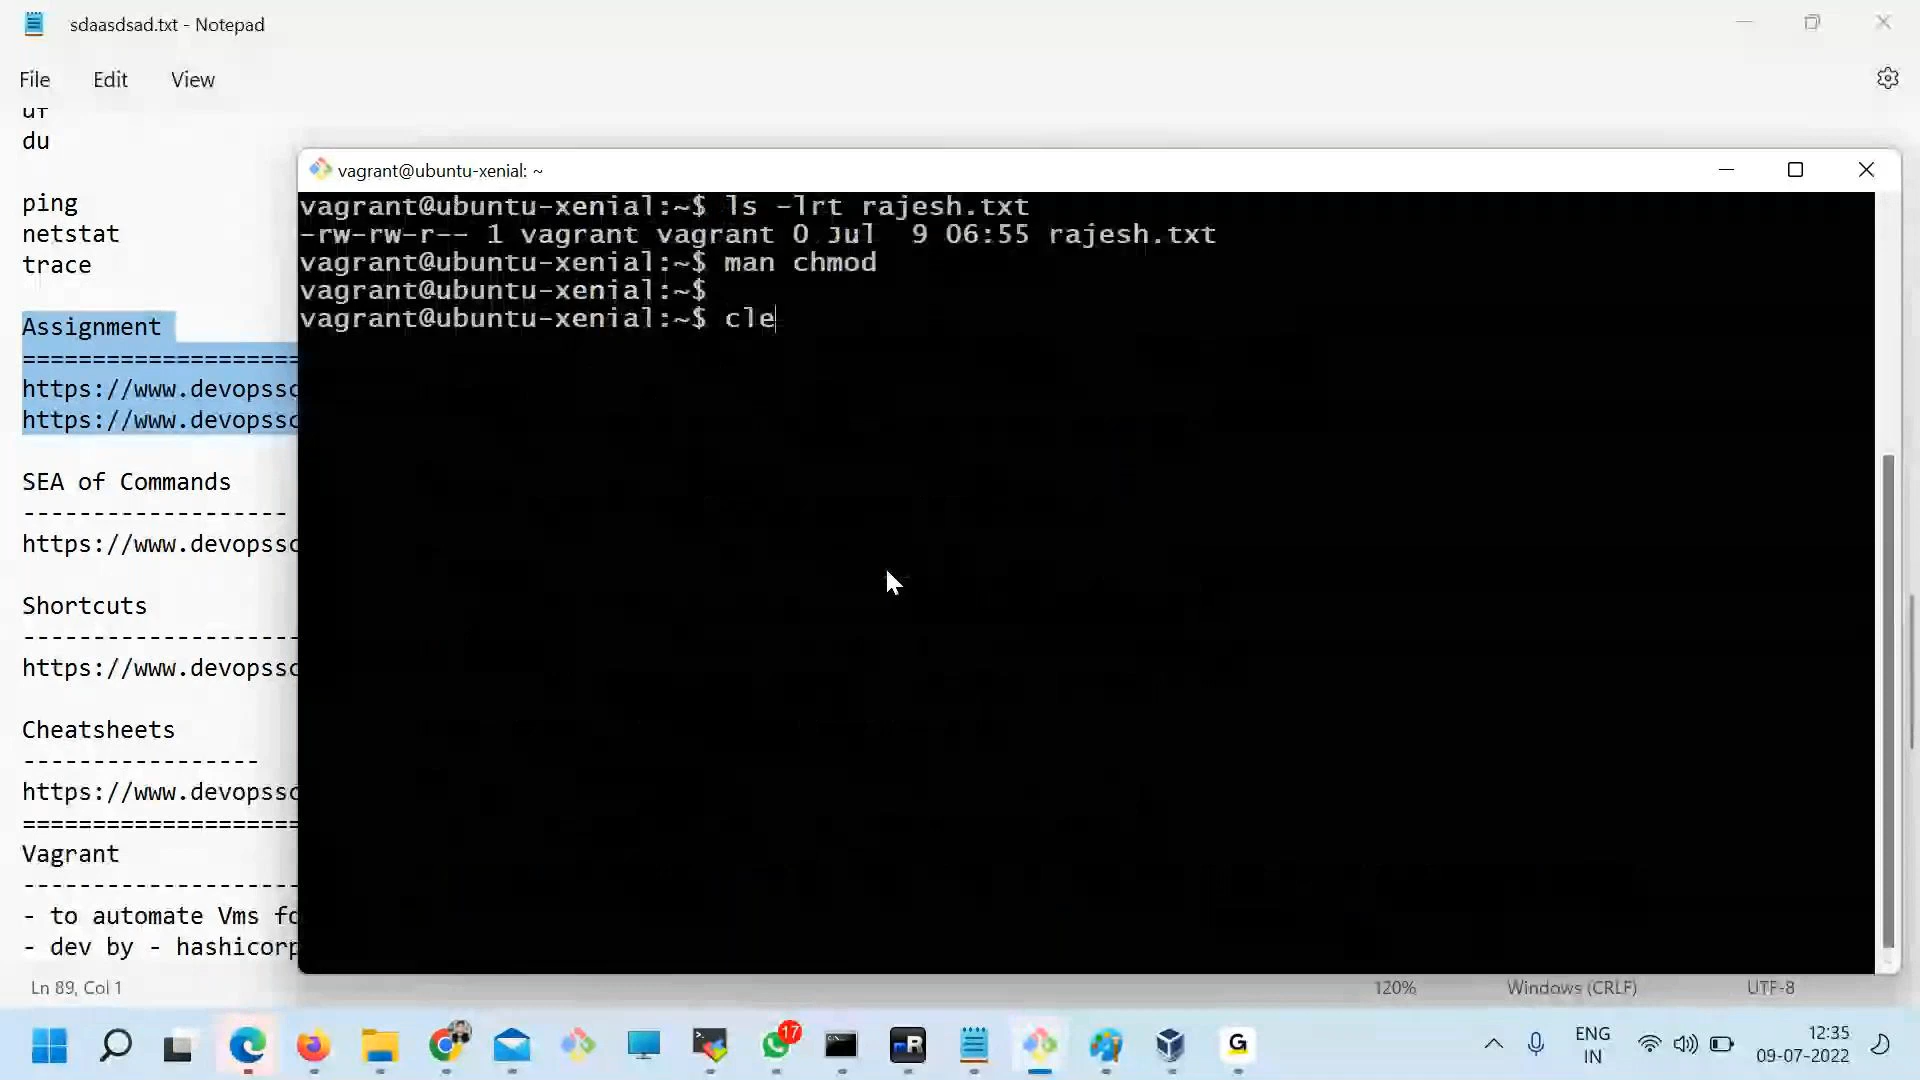 sdaasdsad.txt - Notepad
File Edit View
du
ping
netstat
trace
Assignment
=====================
https://www.devopssc
https://www.devopssc
SEA of Commands
-------------------
https://www.devopssc
Shortcuts
--------------------
https://www.devopssc
Cheatsheets
-----------------
https://www.devopssc
=====================
Vagrant
--------------------
- to automate Vms fo
- dev by - hashicorp
vagrant@ubuntu-xenial: ~
vagrant@ubuntu-xenial:~$ ls -lrt rajesh.txt
-rw-rw-r-- 1 vagrant vagrant 0 Jul  9 06:55 rajesh.txt
vagrant@ubuntu-xenial:~$ man chmod
vagrant@ubuntu-xenial:~$
vagrant@ubuntu-xenial:~$ cle
Ln 89, Col 1 120% Windows (CRLF) UTF-8
17
mR
G
ENG
IN
12:35
09-07-2022